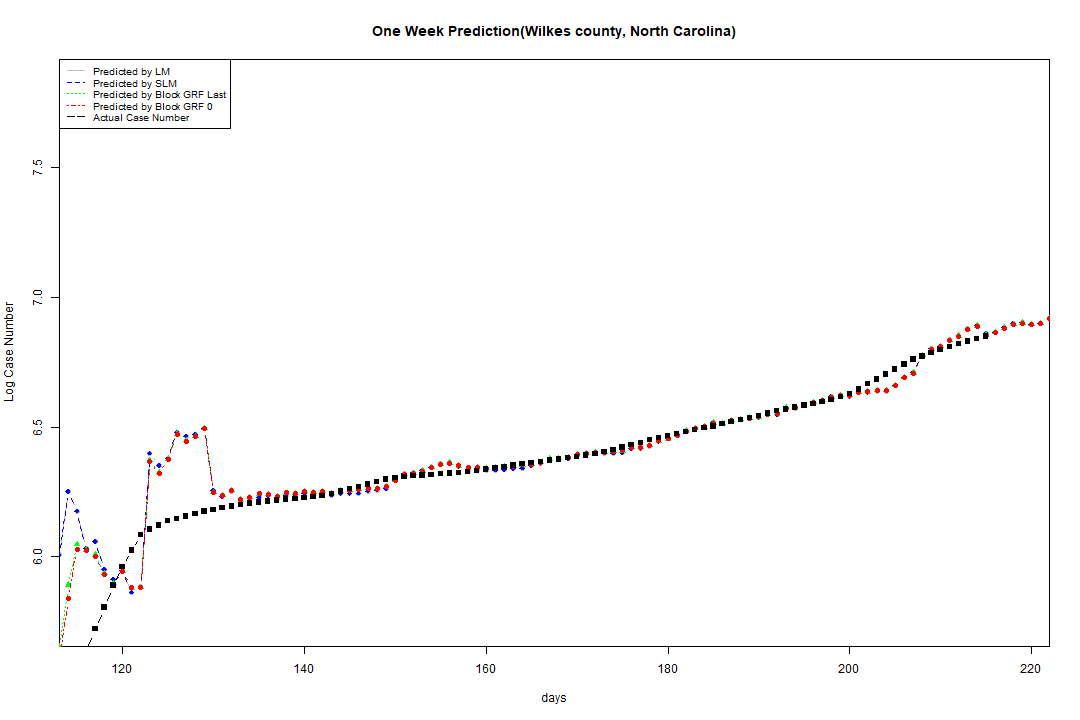 One Week Prediction(Wilkes county, North Carolina)
Predicted by LM
Predicted by SLM
Predicted by Block GRF Last
Predicted by Block GRF 0
Actual Case Number
7.5
7.0
6.5
6.0
Log Case Number
120 140 160 180 200 220
days